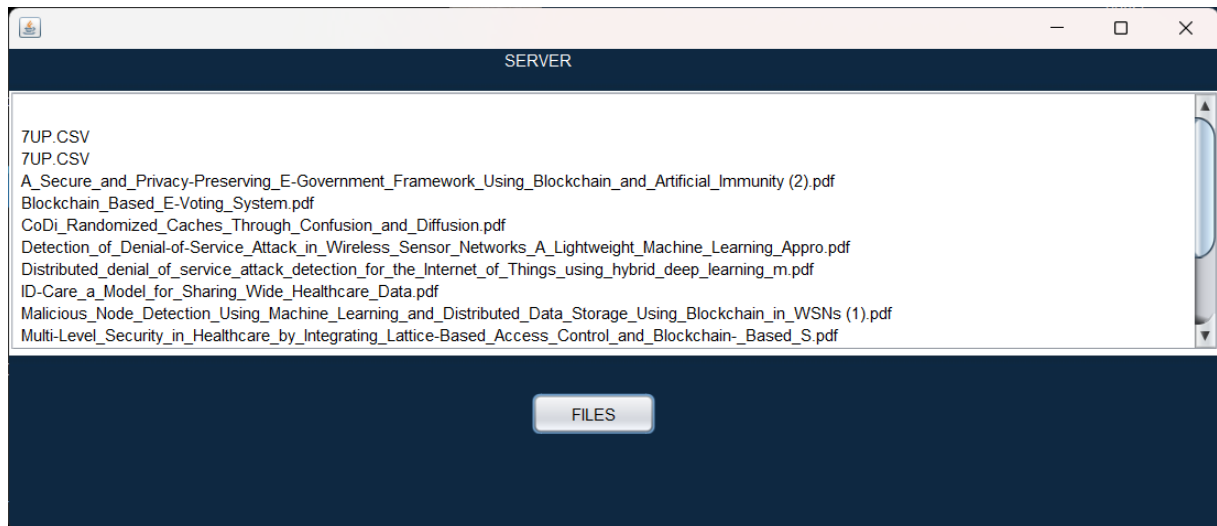 SERVER
7UP.CSV
7UP.CSV
A_Secure_and_Privacy-Preserving_E-Government_Framework_Using_Blockchain_and_Artificial_Immunity (2).pdf
Blockchain_Based_E-Voting_System.pdf
CoDi_Randomized_Caches_Through_Confusion_and_Diffusion.pdf
Detection_of_Denial-of-Service_Attack_in_Wireless_Sensor_Networks_A_Lightweight_Machine_Learning_Appro.pdf
Distributed_denial_of_service_attack_detection_for_the_Internet_of_Things_using_hybrid_deep_learning_m.pdf
ID-Care_a_Model_for_Sharing_Wide_Healthcare_Data.pdf
Malicious_Node_Detection_Using_Machine_Learning_and_Distributed_Data_Storage_Using_Blockchain_in_WSNs (1).pdf
Multi-Level_Security_in_Healthcare_by_Integrating_Lattice-Based_Access_Control_and_Blockchain-_Based_S.pdf
FILES